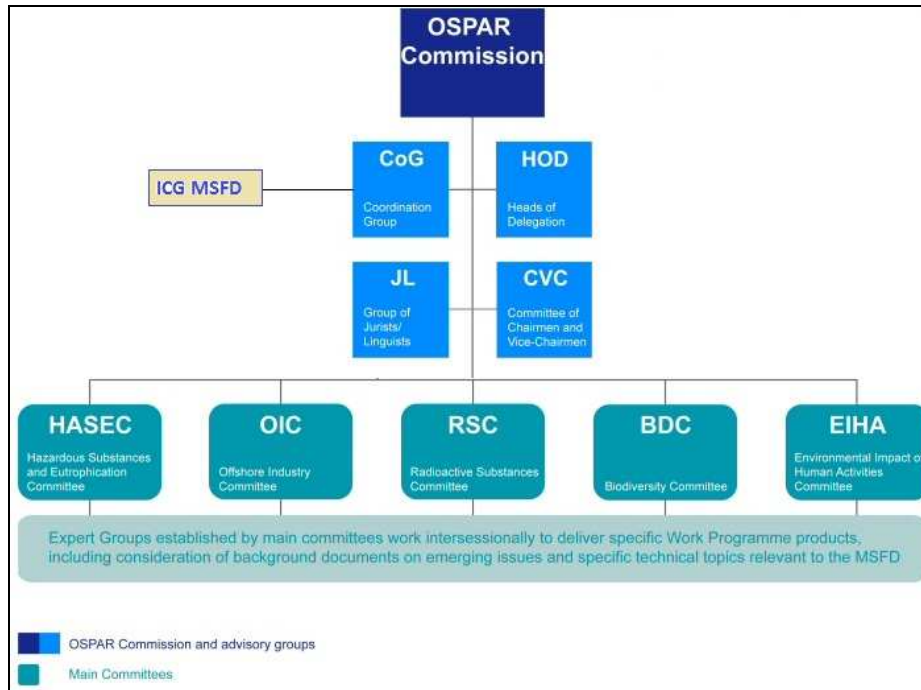 OSPAR
Commission
CoG
Coordination
Group
HOD
Heads of
Delegation
ICG MSFD
JL
Group of
Jurists/
Linguists
CVC
Committee of
Chairmen and
Vice-Chairmen
HASEC
Hazardous Substances
and Eutrophication
Committee
OIC
Offshore Industry
Committee
RSC
Radioactive Substances
Committee
BDC
Biodiversity Committee
EIHA
Environmental Impact of
Human Activities
Committee
Expert Groups established by main committees work intersessionally to deliver specific Work Programme products,
including consideration of background documents on emerging issues and specific technical topics relevant to the MSFD
OSPAR Commission and advisory groups
Main Committees